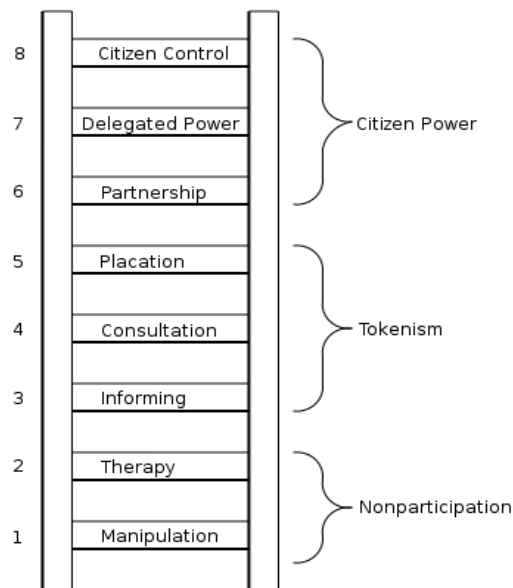 8 Citizen Control
7 Delegated Power Citizen Power
6 Partnership
5 Placation
4 Consultation Tokenism
3 Informing
2 Therapy
Nonparticipation
1 Manipulation